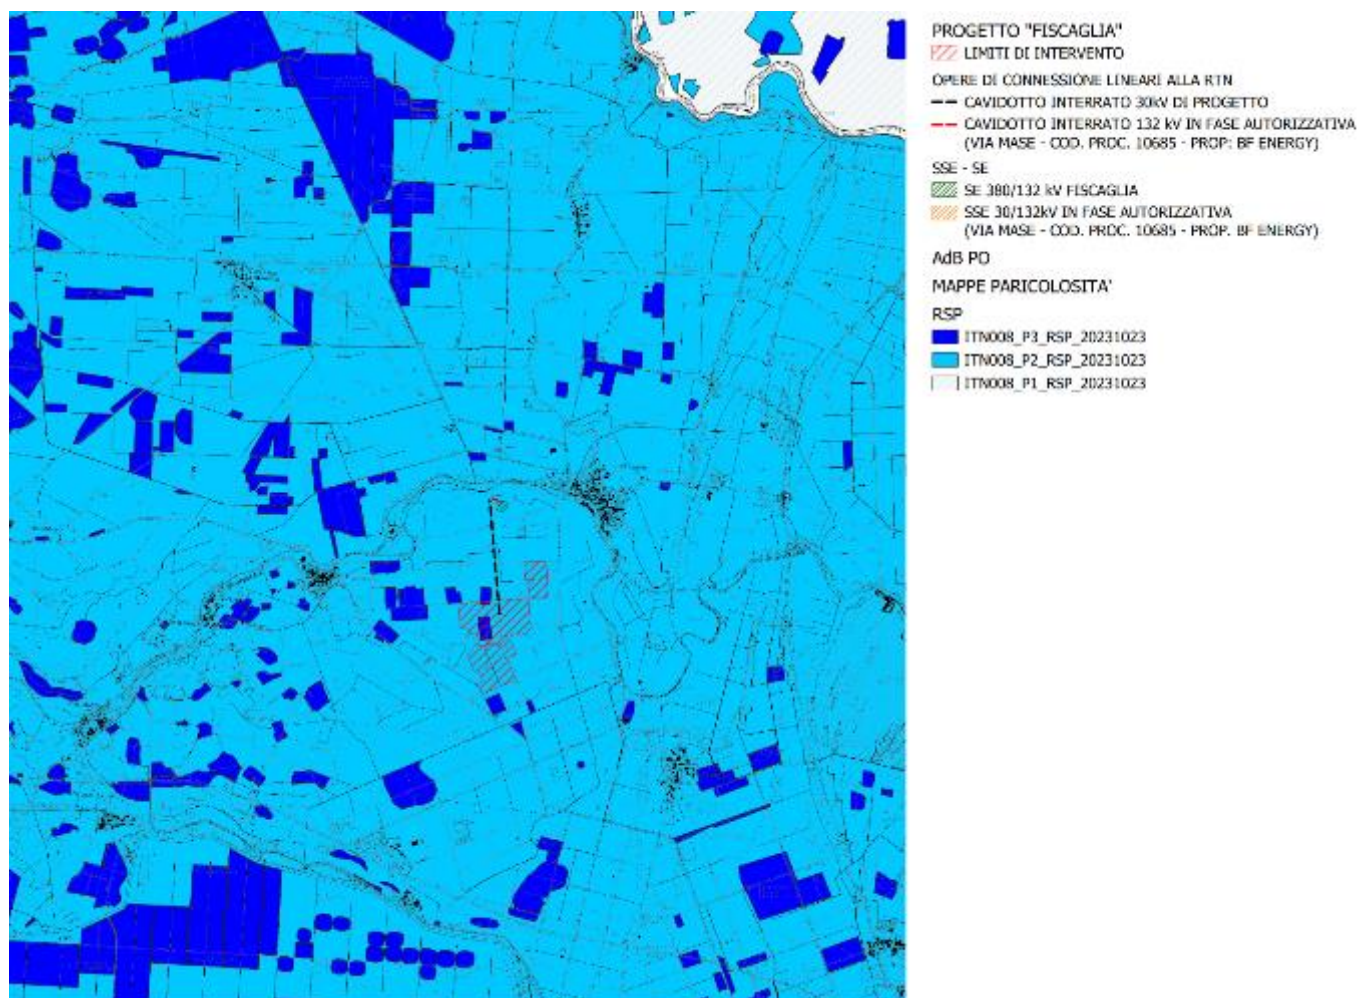 PROGETTO "FISCAGLIA"
LIMITI DI INTERVENTO
OPERE DI CONNESSIONE LINEARI ALLA RTN
CAVIDOTTO INTERRATO 30kV DI PROGETTO
CAVIDOTTO INTERRATO 132 kV IN FASE AUTORIZZATIVA
(VIA MASE - COD. PROC. 10685 - PROP: BF ENERGY)
SSE - SE
SE 380/132 kV FISCAGLIA
SSE 30/132kV IN FASE AUTORIZZATIVA
(VIA MASE - COD. PROC. 10685 - PROP. BF ENERGY)
AdB PO
MAPPE PARICOLOSITA'
RSP
ITN008_P3_RSP_20231023
ITN008_P2_RSP_20231023
ITN008_P1_RSP_20231023